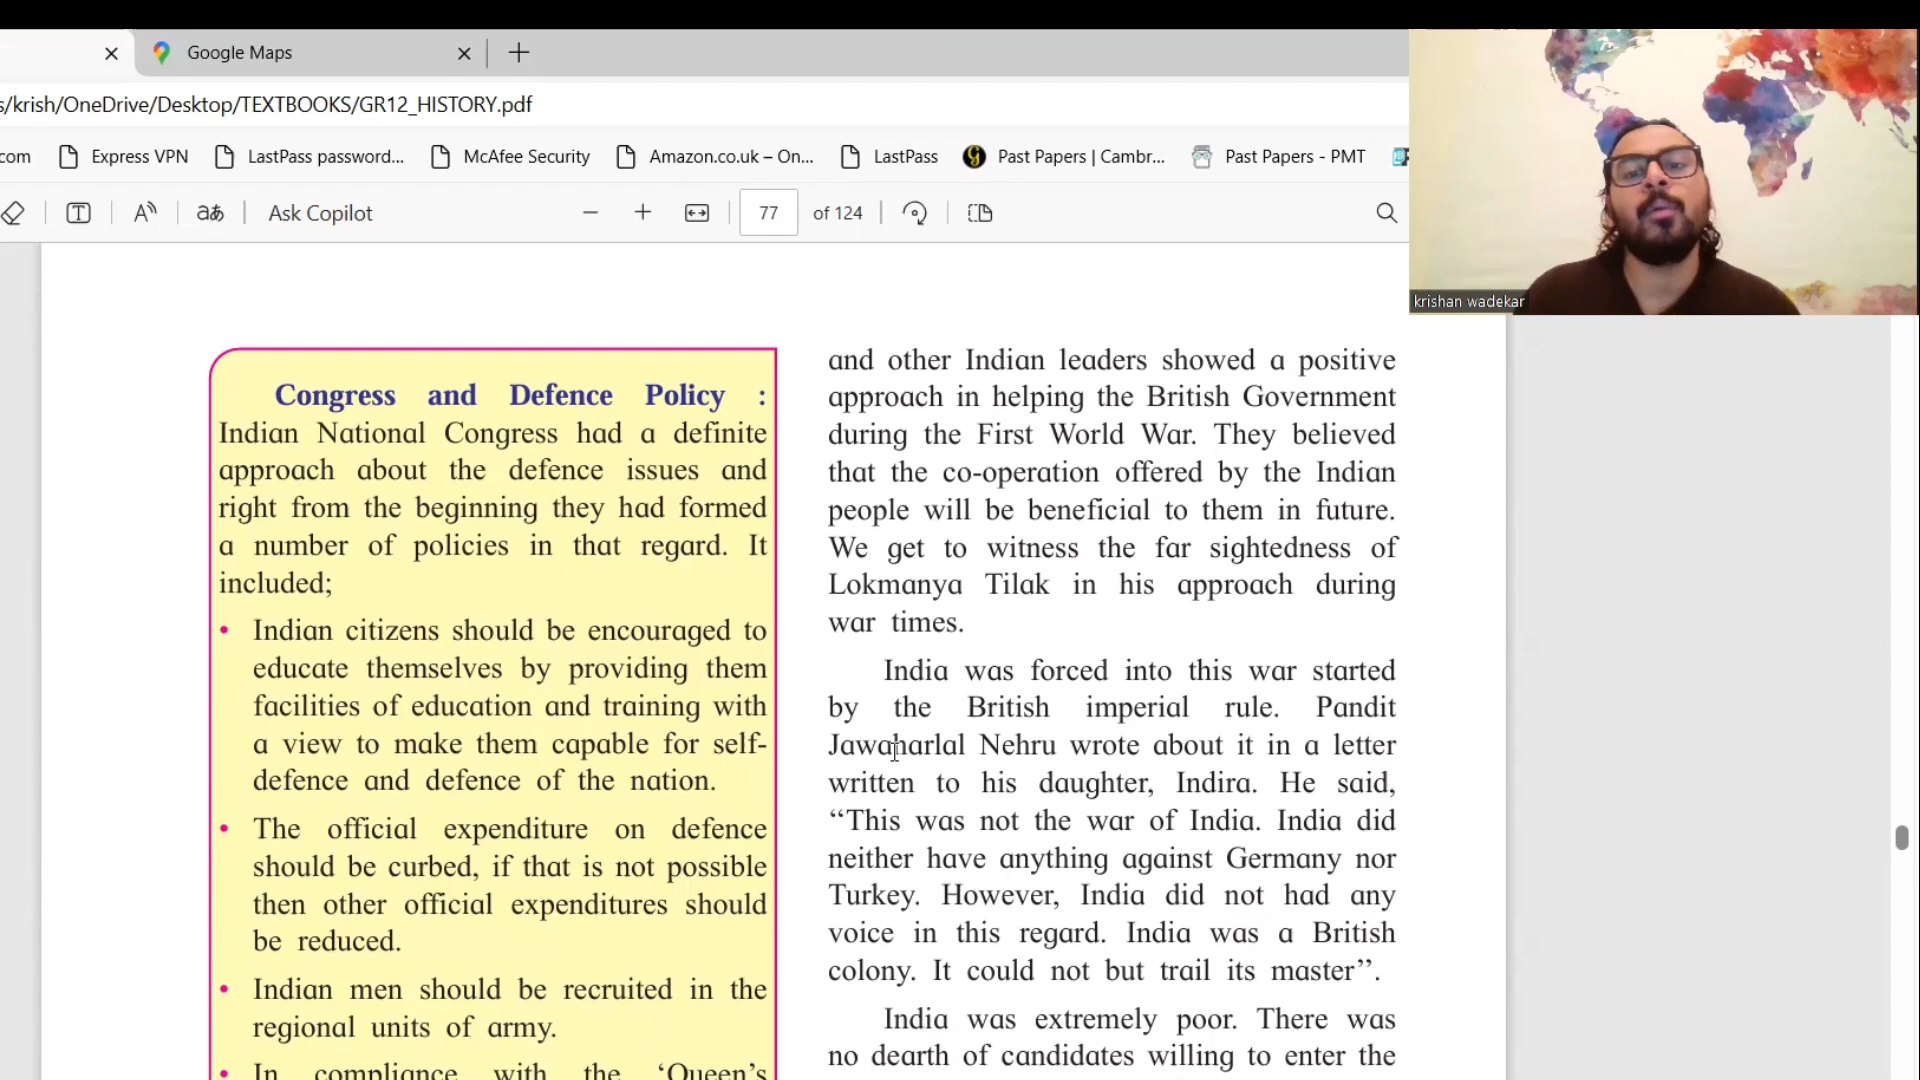 Google Maps
s/krish/OneDrive/Desktop/TEXTBOOKS/GR12_HISTORY.pdf
com
Express VPN
LastPass password...
McAfee Security
Amazon.co.uk – On...
LastPass
Past Papers | Cambr...
Past Papers - PMT
Ask Copilot
77
of 124
krishan wadekar
Congress and Defence Policy :
Indian National Congress had a definite
approach about the defence issues and
right from the beginning they had formed
a number of policies in that regard. It
included;
• Indian citizens should be encouraged to
educate themselves by providing them
facilities of education and training with
a view to make them capable for self-
defence and defence of the nation.
• The official expenditure on defence
should be curbed, if that is not possible
then other official expenditures should
be reduced.
• Indian men should be recruited in the
regional units of army.
• In compliance with the ‘Queen’s
and other Indian leaders showed a positive
approach in helping the British Government
during the First World War. They believed
that the co-operation offered by the Indian
people will be beneficial to them in future.
We get to witness the far sightedness of
Lokmanya Tilak in his approach during
war times.
India was forced into this war started
by the British imperial rule. Pandit
Jawaharlal Nehru wrote about it in a letter
written to his daughter, Indira. He said,
‘‘This was not the war of India. India did
neither have anything against Germany nor
Turkey. However, India did not had any
voice in this regard. India was a British
colony. It could not but trail its master’’.
India was extremely poor. There was
no dearth of candidates willing to enter the